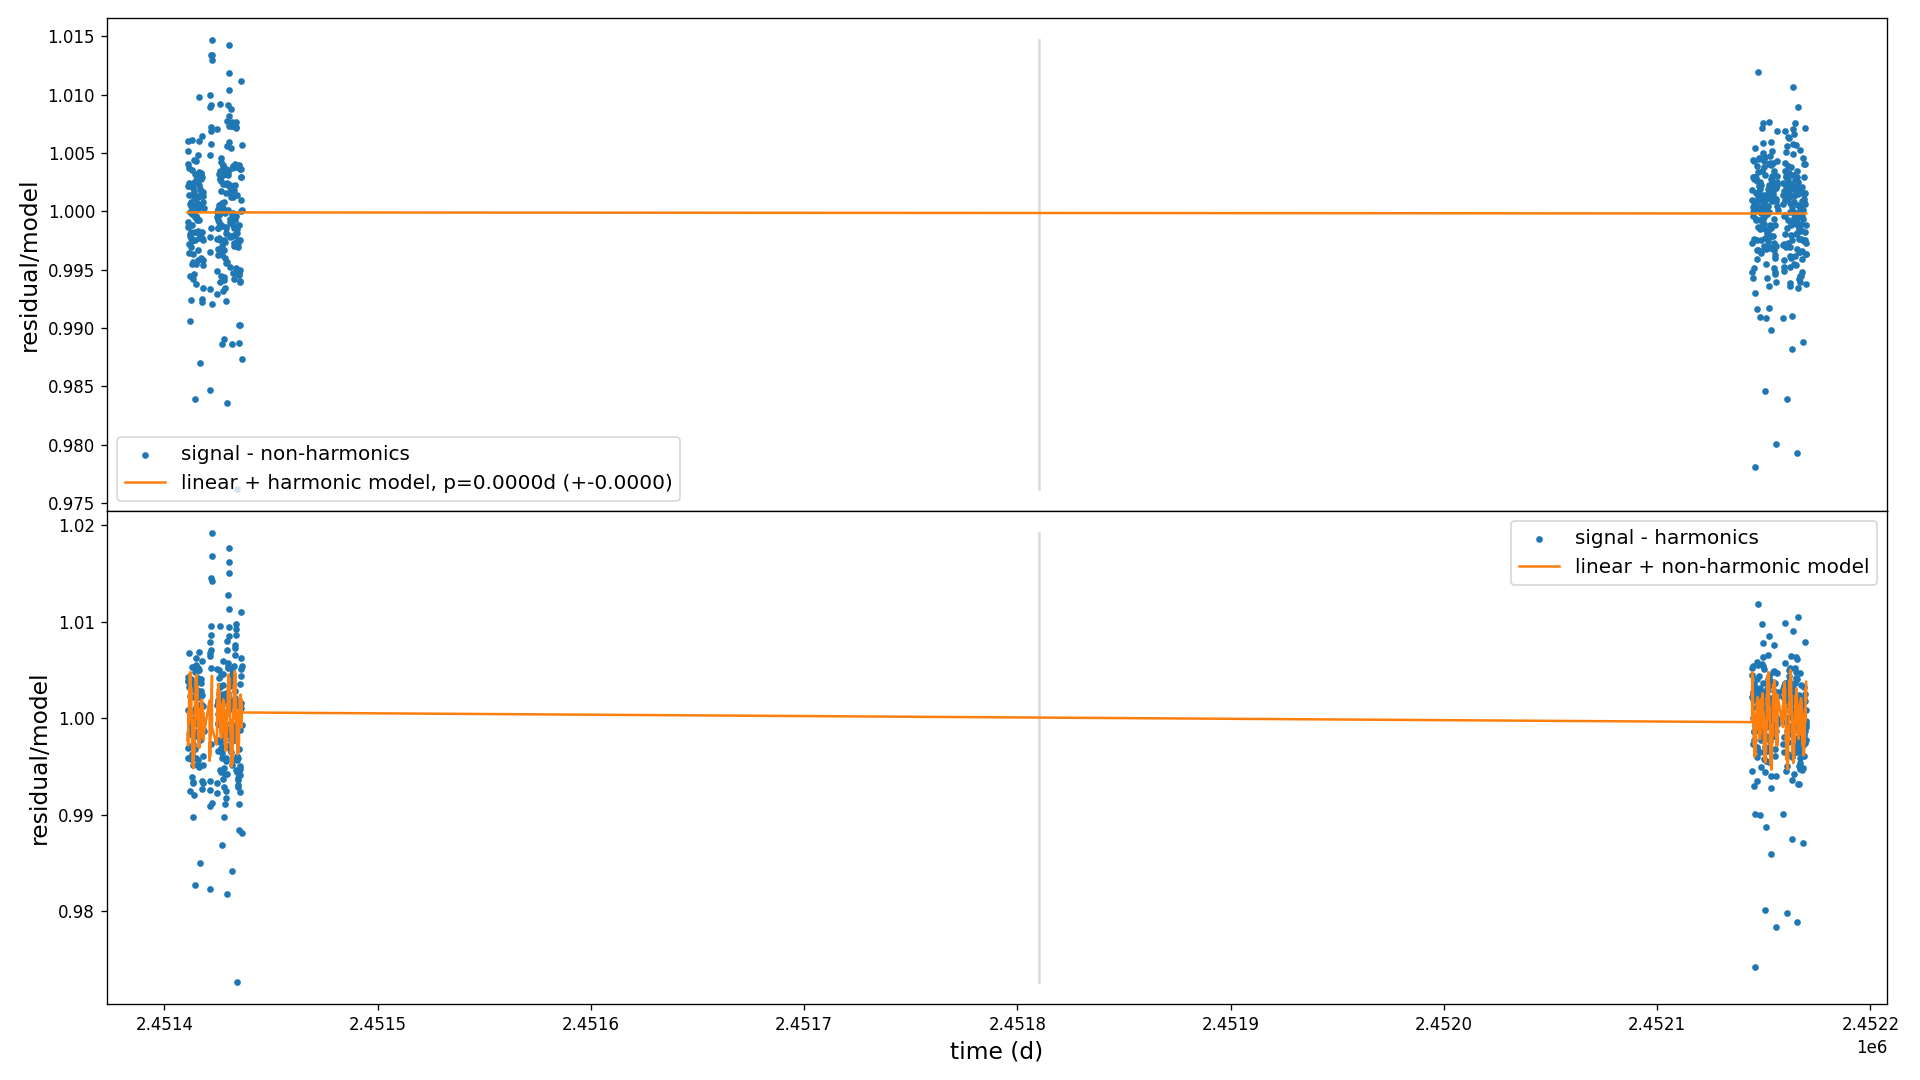 1.015
1.010
1.005
1.000
0.995
0.990
0.985
0.980
0.975
residual/model
signal - non-harmonics
linear + harmonic model, p=0.0000d (+-0.0000)
1.02
1.01
1.00
0.99
0.98
residual/model
signal - harmonics
linear + non-harmonic model
2.4514 2.4515 2.4516 2.4517 2.4518 2.4519 2.4520 2.4521 2.4522
1e6
time (d)